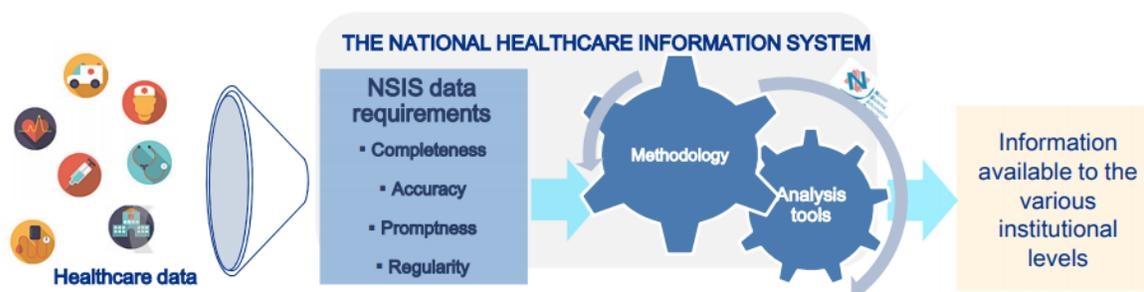 THE NATIONAL HEALTHCARE INFORMATION SYSTEM
NSIS data
requirements
▪ Completeness
▪ Accuracy
▪ Promptness
▪ Regularity
Methodology
Analysis
tools
N
Information
available to the
various
institutional
levels
Healthcare data